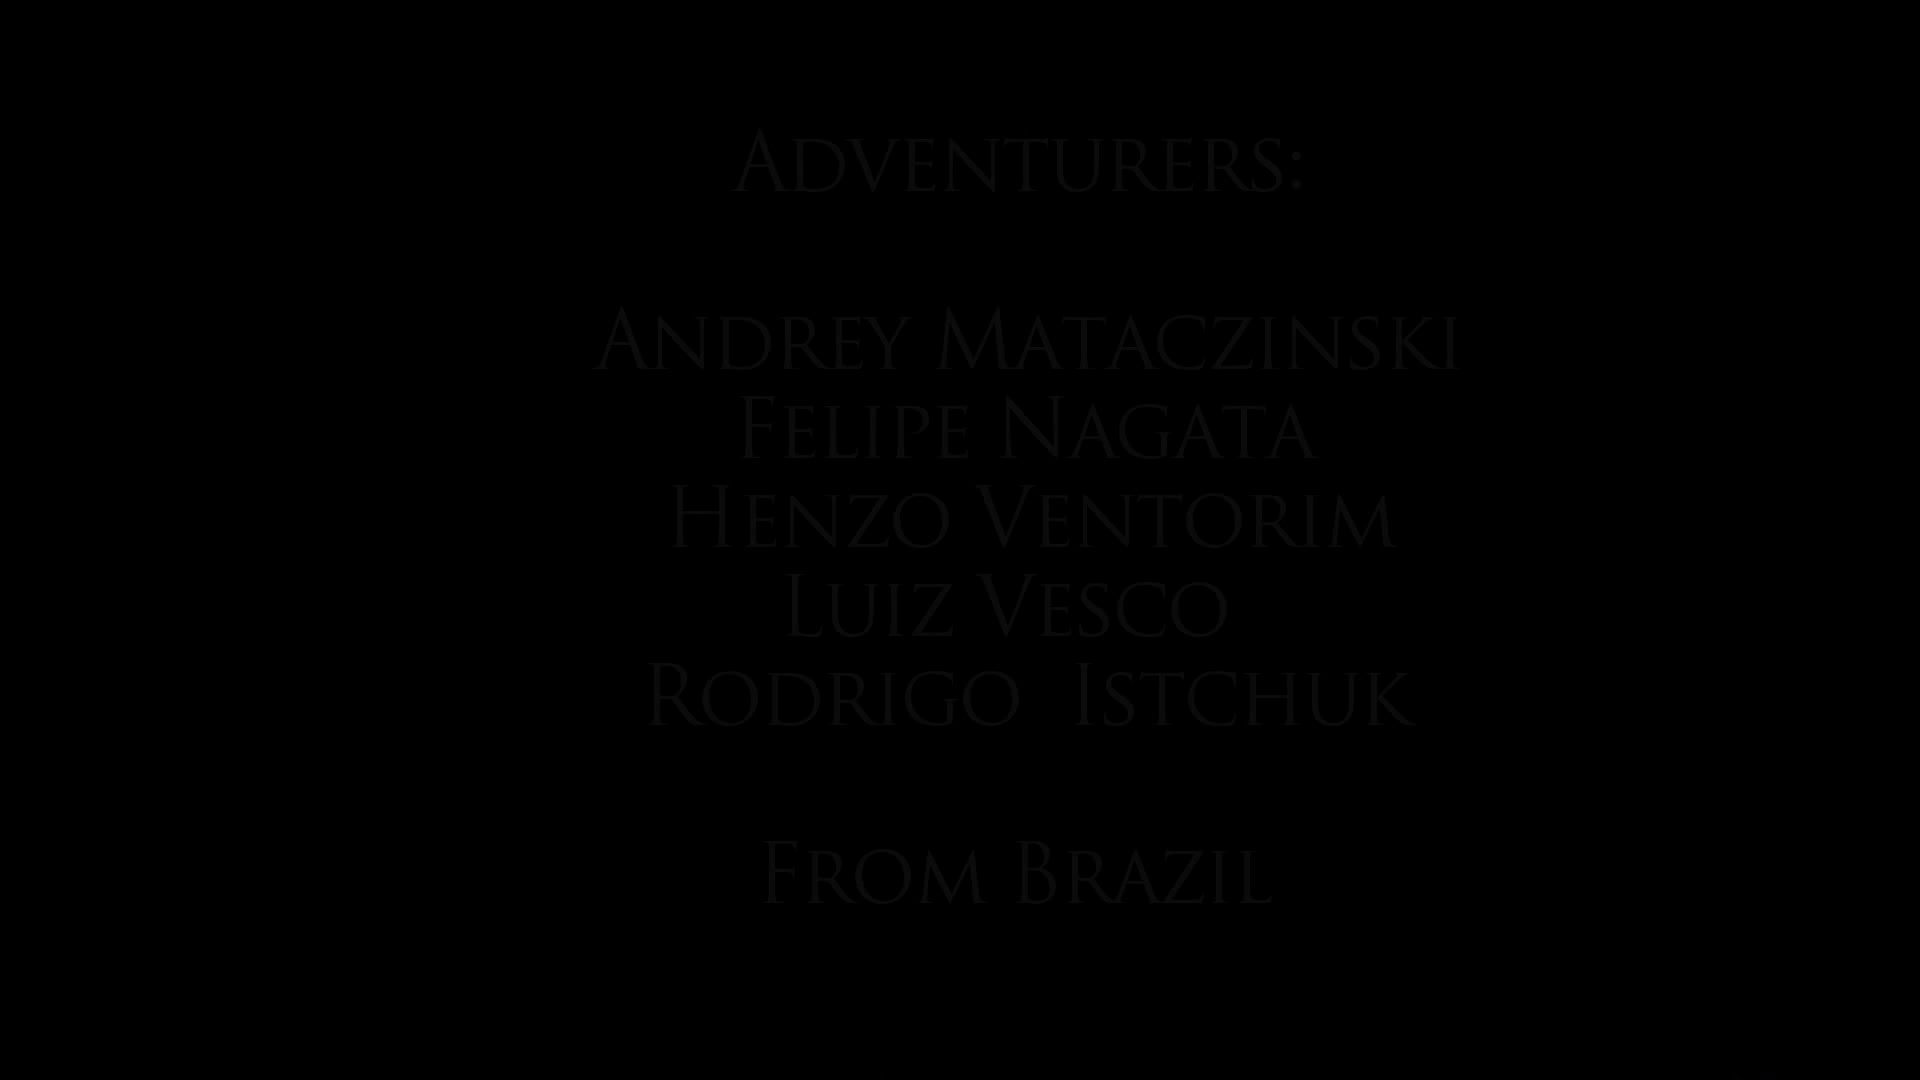 Adventurers:
Andrey Mataczinski
Felipe Nagata
Henzo Ventorim
Luiz Vesco
Rodrigo  Istchuk
From Brazil